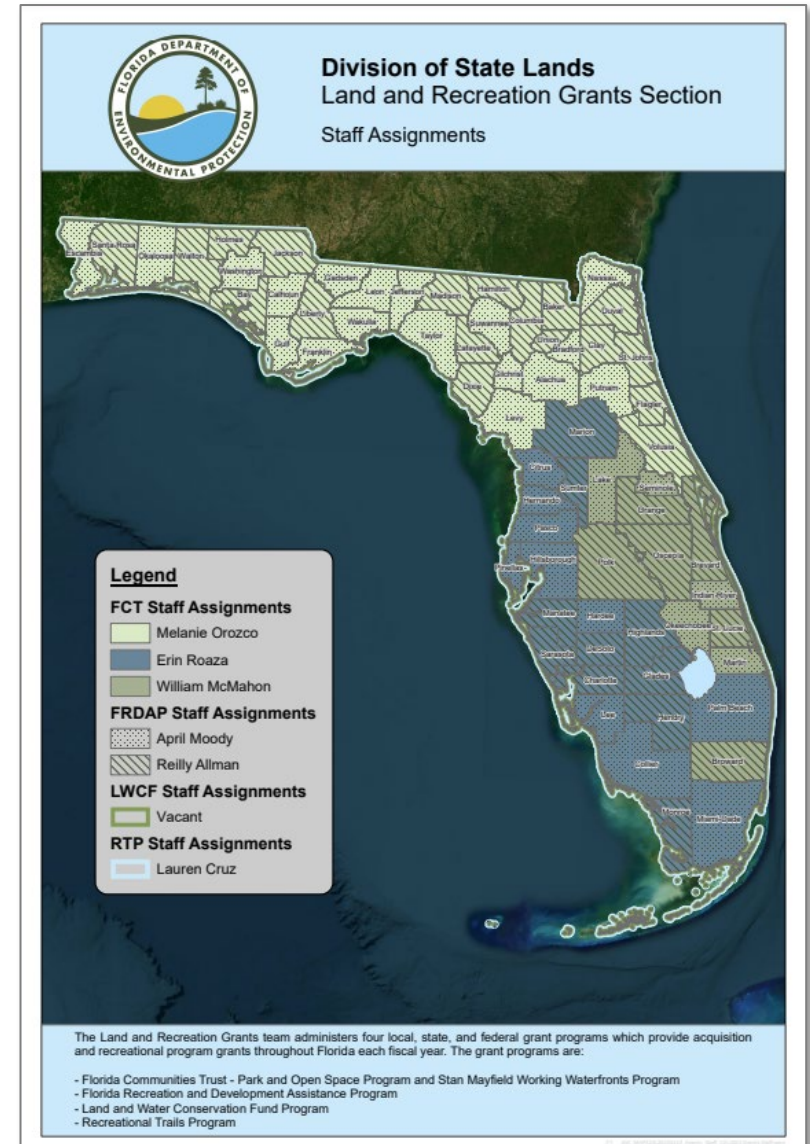 FLORIDA DEPARTMENT OF
ENVIRONMENTAL PROTECTION
Division of State Lands
Land and Recreation Grants Section
Staff Assignments
Escambia
Santa Rosa
Okaloosa
Walton
Holmes
Washington
Bay
Jackson
Calhoun
Gulf
Liberty
Gadsden
Franklin
Leon
Wakulla
Jefferson
Madison
Taylor
Hamilton
Suwannee
Lafayette
Dixie
Columbia
Gilchrist
Levy
Baker
Union
Bradford
Alachua
Nassau
Duval
Clay
St. Johns
Putnam
Flagler
Volusia
Marion
Citrus
Sumter
Hernando
Pasco
Pinellas
Hillsborough
Lake
Seminole
Orange
Osceola
Polk
Brevard
Indian River
Manatee
Hardee
Highlands
Okeechobee
St. Lucie
Sarasota
Desoto
Martin
Charlotte
Glades
Lee
Hendry
Palm Beach
Collier
Broward
Monroe
Miami-Dade
Legend
FCT Staff Assignments
Melanie Orozco
Erin Roaza
William McMahon
FRDAP Staff Assignments
April Moody
Reilly Allman
LWCF Staff Assignments
Vacant
RTP Staff Assignments
Lauren Cruz
The Land and Recreation Grants team administers four local, state, and federal grant programs which provide acquisition
and recreational program grants throughout Florida each fiscal year. The grant programs are:
- Florida Communities Trust - Park and Open Space Program and Stan Mayfield Working Waterfronts Program
- Florida Recreation and Development Assistance Program
- Land and Water Conservation Fund Program
- Recreational Trails Program